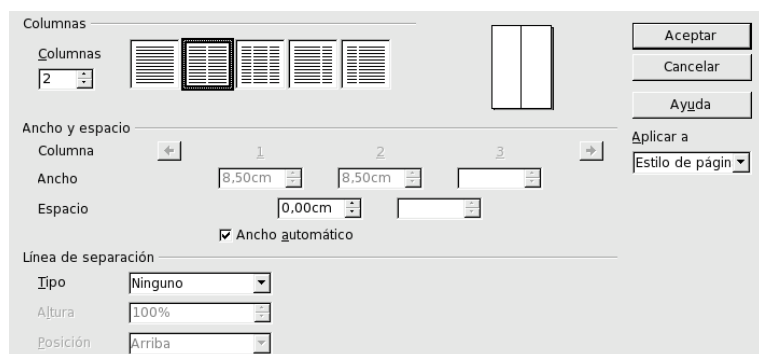 Columnas
Columnas
2
Aceptar
Cancelar
Ayuda
Aplicar a
Estilo de págin
Ancho y espacio
Columna 1 2 3
Ancho 8,50cm 8,50cm
Espacio 0,00cm
Ancho automático
Línea de separación
Tipo Ninguno
Altura 100%
Posición Arriba